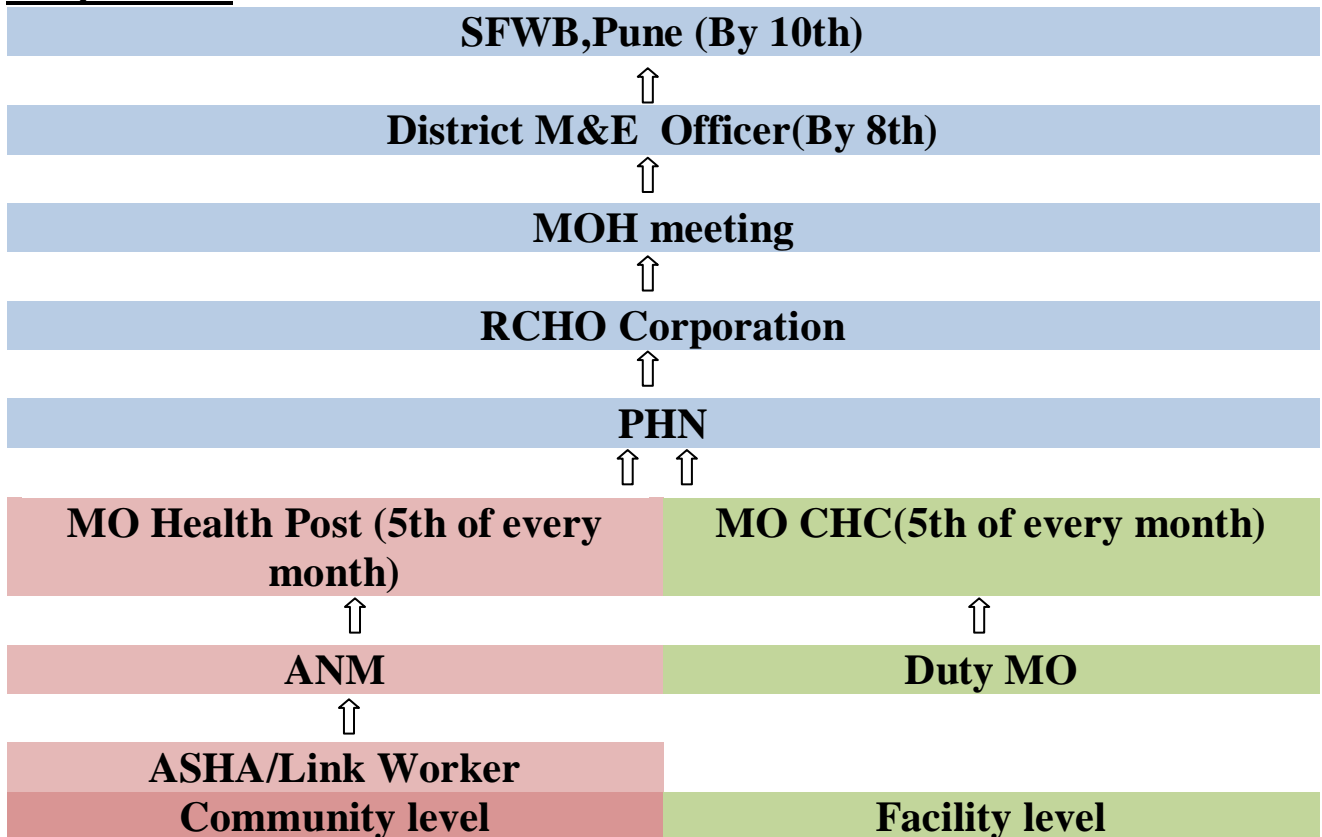 SFWB,Pune (By 10th)
⇧
District M&E Officer(By 8th)
⇧
MOH meeting
⇧
RCHO Corporation
⇧
PHN
⇧ ⇧
MO Health Post (5th of every
month)
MO CHC(5th of every month)
⇧ ⇧
ANM
Duty MO
⇧
ASHA/Link Worker
Community level
Facility level